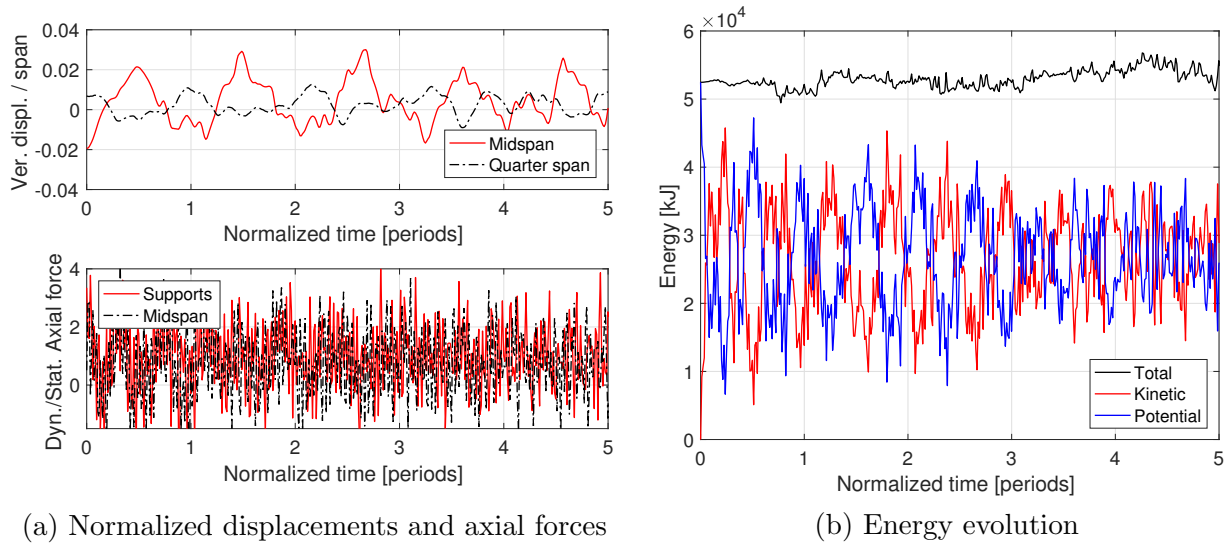 0.04
0.02
0
-0.02
-0.04
Ver. displ. / span
Midspan
Quarter span
0 1 2 3 4 5
Normalized time [periods]
4
2
0
Dyn./Stat. Axial force
Supports
Midspan
0 1 2 3 4 5
Normalized time [periods]
(a) Normalized displacements and axial forces
×10⁴
6
5
4
3
2
1
0
Energy [kJ]
Total
Kinetic
Potential
0 1 2 3 4 5
Normalized time [periods]
(b) Energy evolution